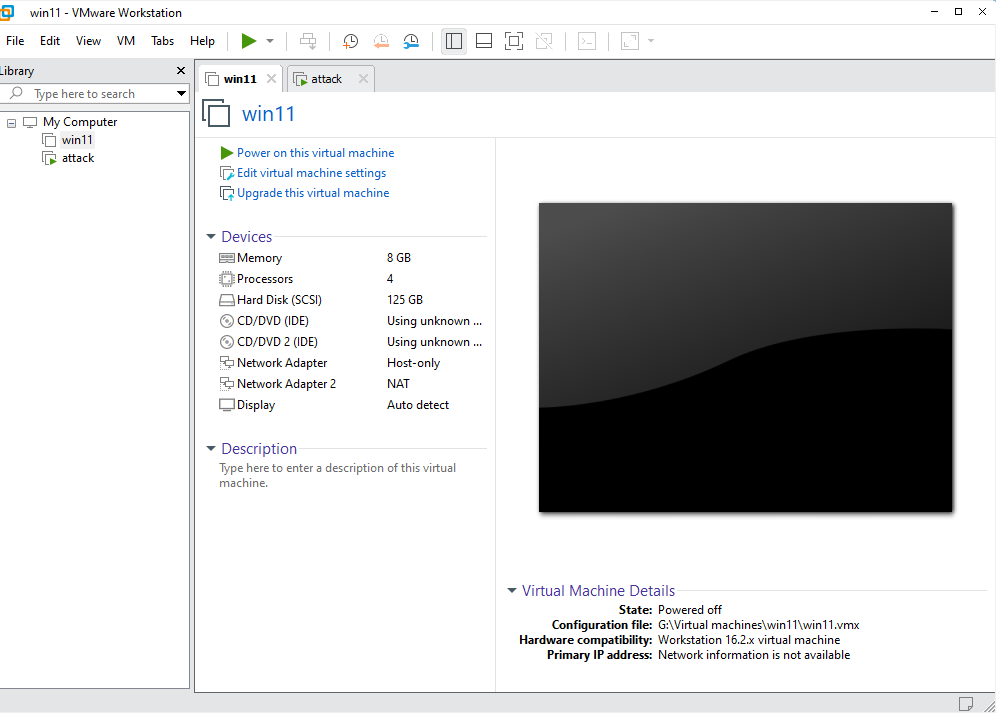 win11 - VMware Workstation
File Edit View VM Tabs Help
Library
Type here to search
My Computer
win11
attack
win11 attack
win11
Power on this virtual machine
Edit virtual machine settings
Upgrade this virtual machine
Devices
Memory 8 GB
Processors 4
Hard Disk (SCSI) 125 GB
CD/DVD (IDE) Using unknown ...
CD/DVD 2 (IDE) Using unknown ...
Network Adapter Host-only
Network Adapter 2 NAT
Display Auto detect
Description
Type here to enter a description of this virtual
machine.
Virtual Machine Details
State: Powered off
Configuration file: G:\Virtual machines\win11\win11.vmx
Hardware compatibility: Workstation 16.2.x virtual machine
Primary IP address: Network information is not available